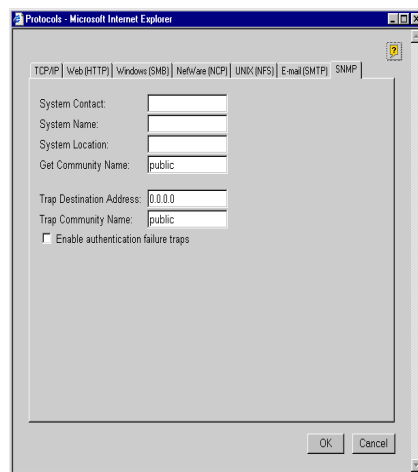 Protocols - Microsoft Internet Explorer
?
TCP/IP Web (HTTP) Windows (SMB) NetWare (NCP) UNIX (NFS) E-mail (SMTP) SNMP
System Contact:
System Name:
System Location:
Get Community Name: public
Trap Destination Address: 0.0.0.0
Trap Community Name: public
Enable authentication failure traps
OK Cancel